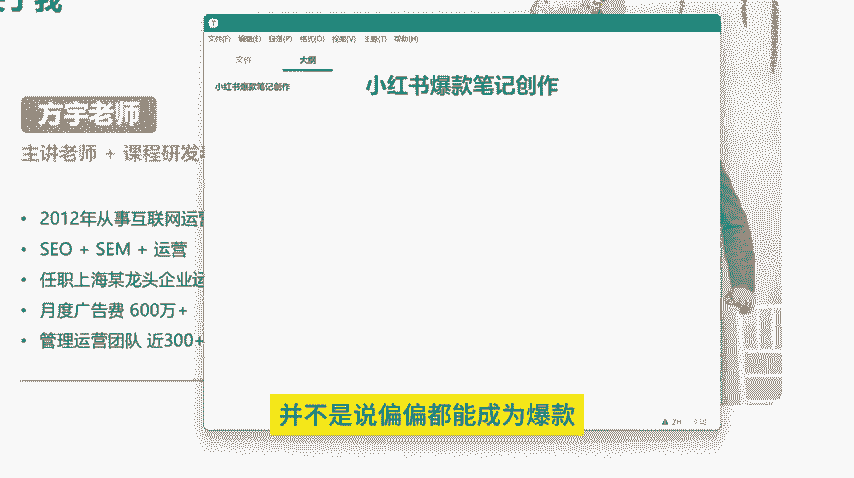 方宇老师
主讲老师 + 课程研发
• 2012年从事互联网运营
• SEO + SEM + 运营
• 任职上海某龙头企业运
• 月度广告费 600万+
• 管理运营团队 近300+
文件(F) 编辑(E) 段落(P) 格式(O) 视图(V) 主题(T) 帮助(H)
文件 大纲
小红书爆款笔记创作
小红书爆款笔记创作
并不是说偏偏都能成为爆款